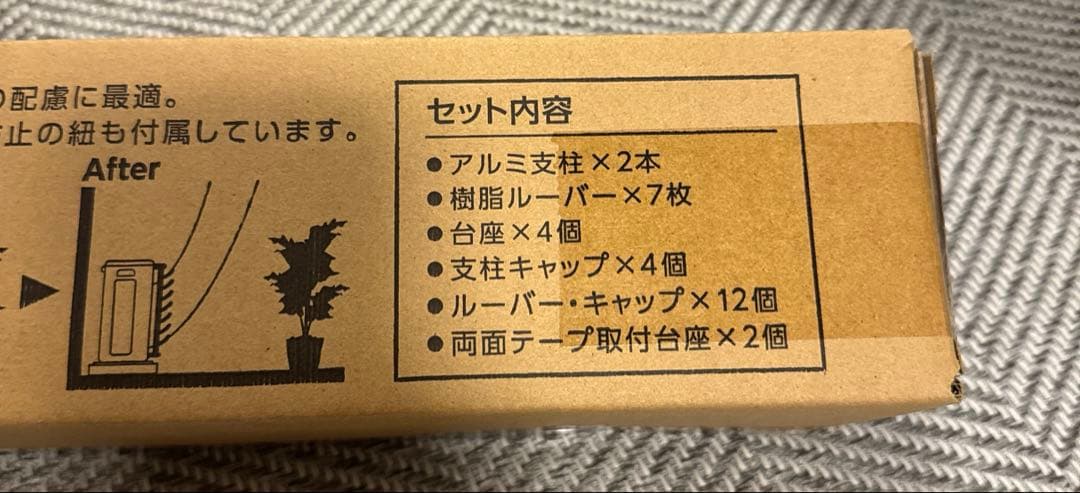 の配慮に最適。
止の紐も付属しています。
After
セット内容
●アルミ支柱×2本
●樹脂ルーバー×7枚
●台座×4個
●支柱キャップ×4個
●ルーバー・キャップ×12個
●両面テープ取付台座×2個